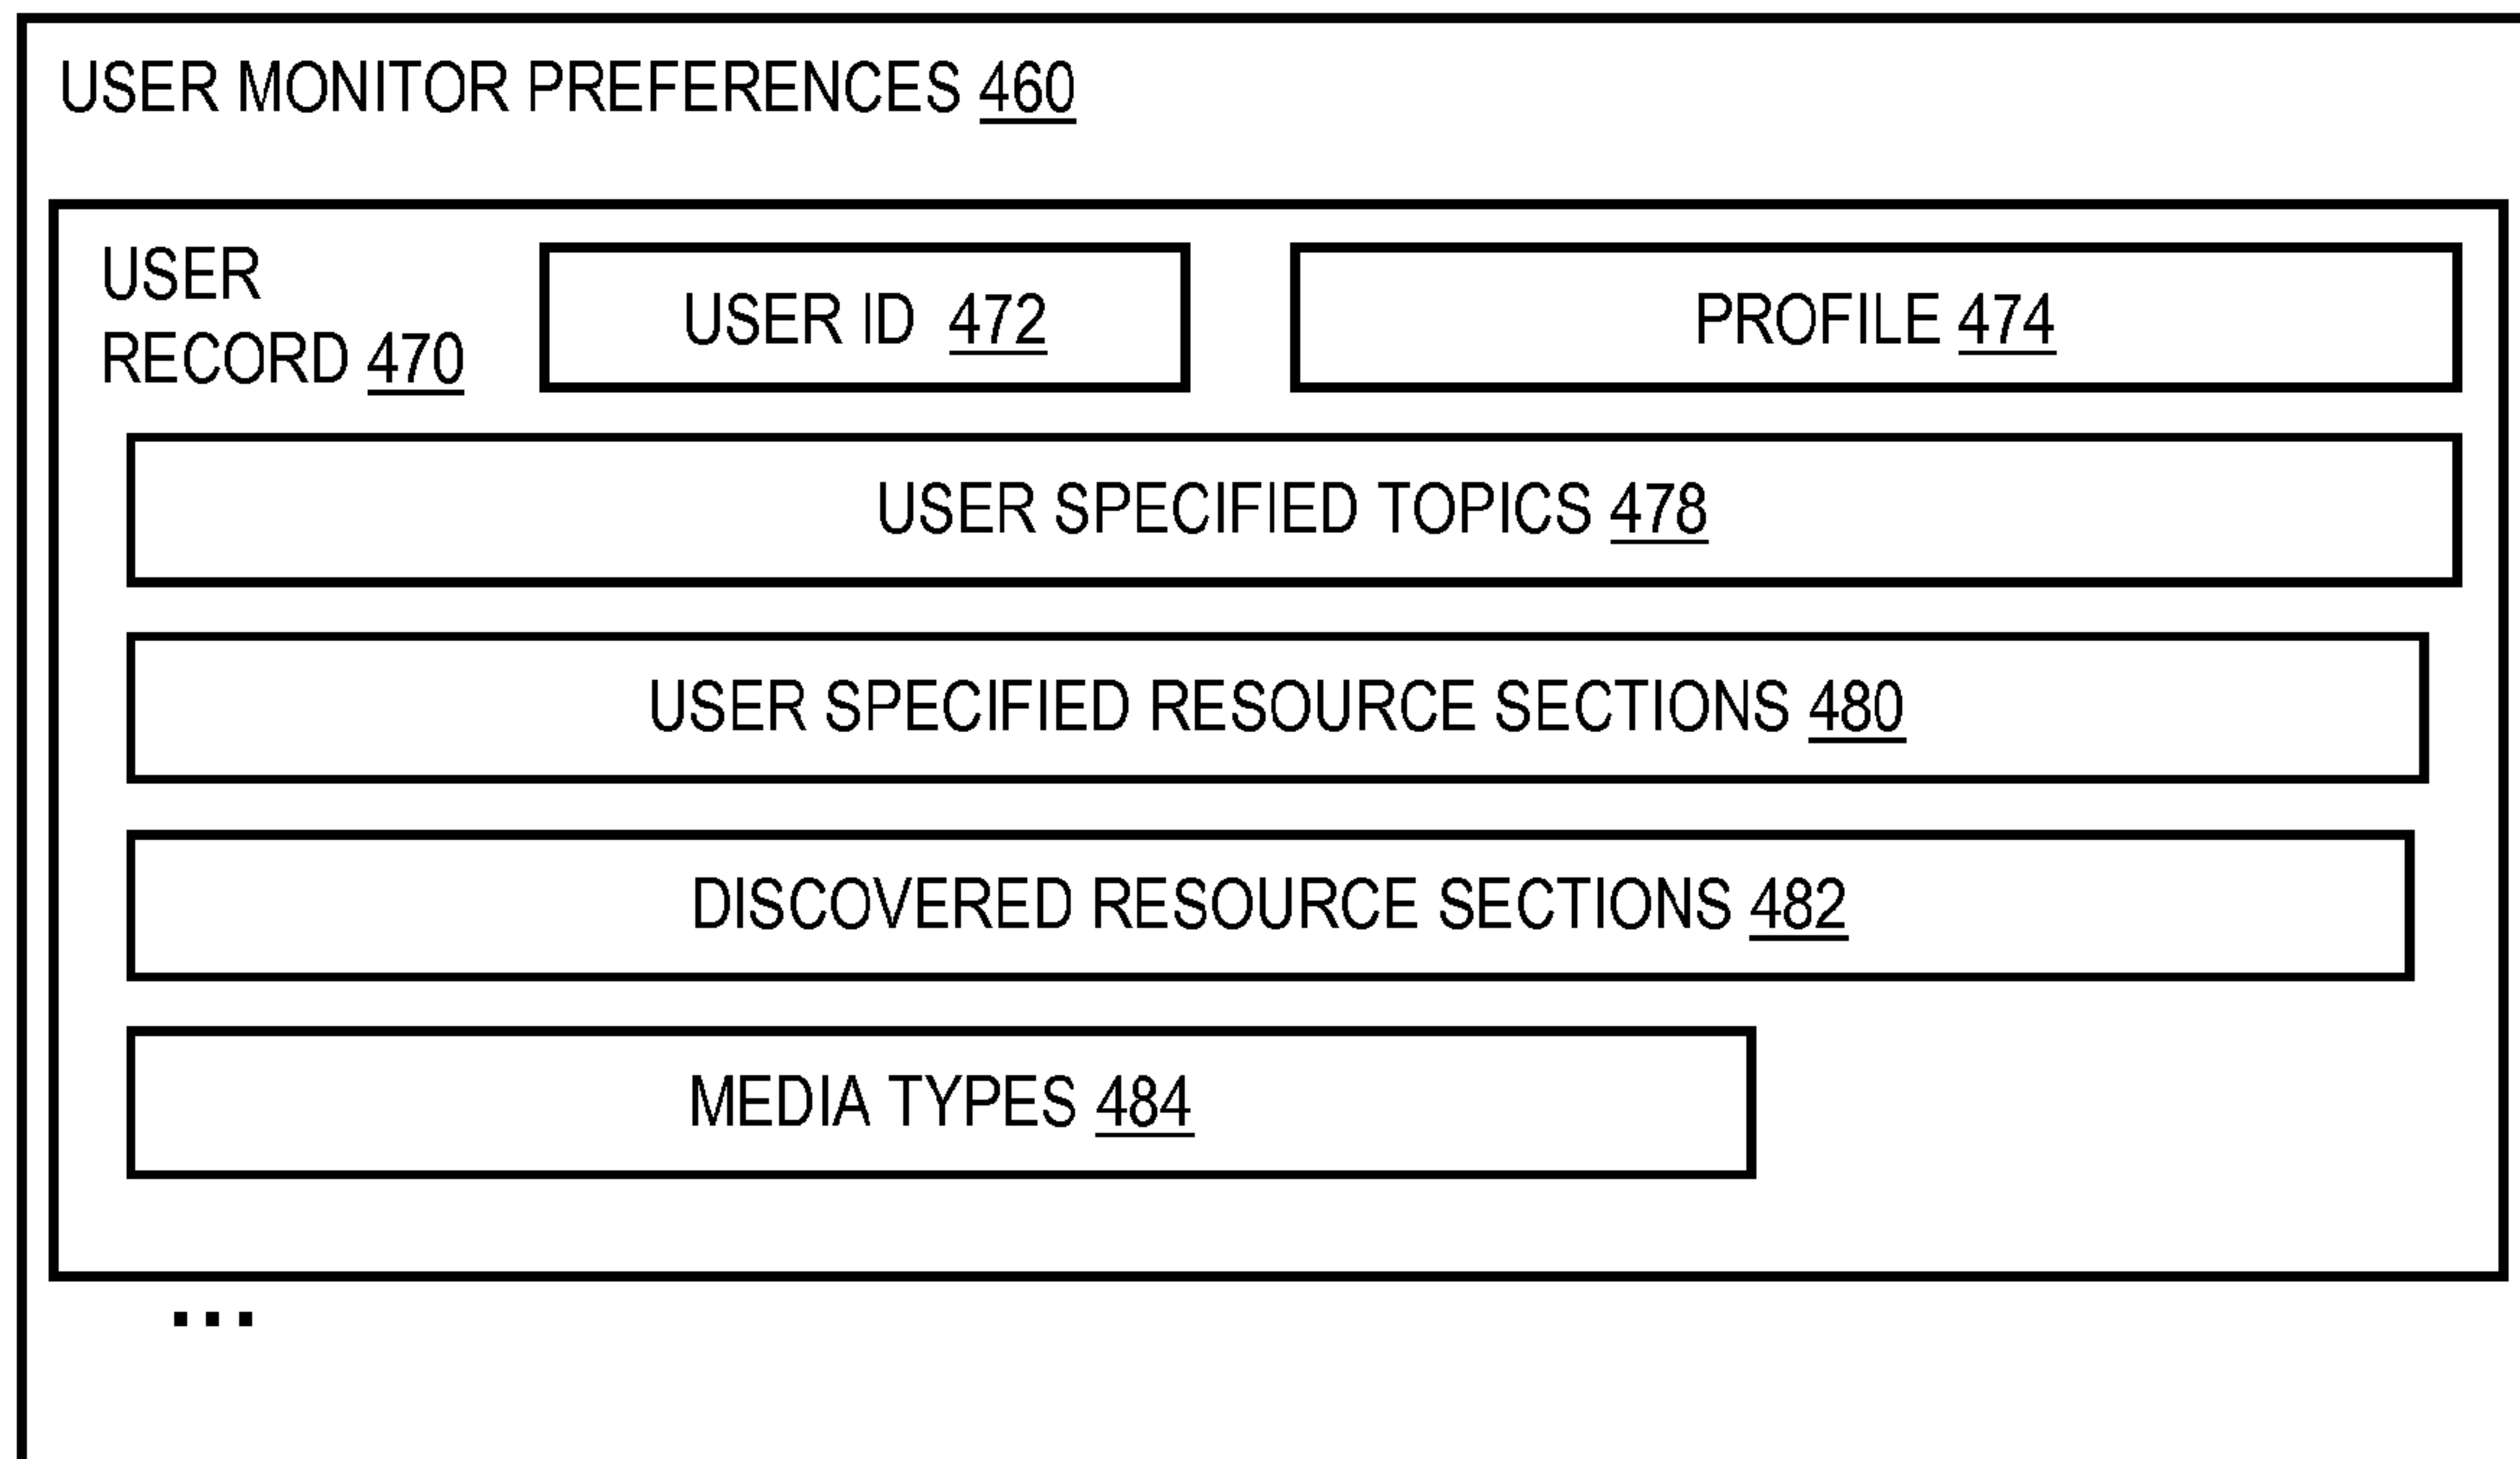 USER MONITOR PREFERENCES 460
USER
RECORD 470
USER ID 472
PROFILE 474
USER SPECIFIED TOPICS 478
USER SPECIFIED RESOURCE SECTIONS 480
DISCOVERED RESOURCE SECTIONS 482
MEDIA TYPES 484
...